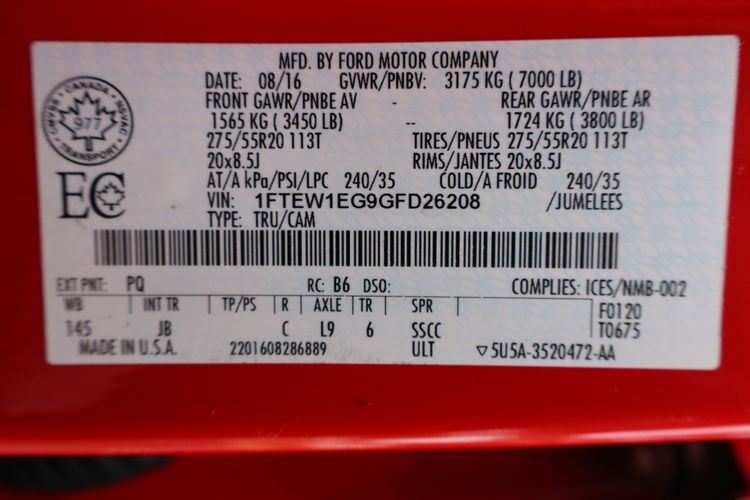 MFD. BY FORD MOTOR COMPANY
DATE: 08/16 GVWR/PNBV: 3175 KG ( 7000 LB)
FRONT GAWR/PNBE AV - REAR GAWR/PNBE AR
1565 KG ( 3450 LB) -- 1724 KG ( 3800 LB)
275/55R20 113T TIRES/PNEUS 275/55R20 113T
20x8.5J RIMS/JANTES 20x8.5J
AT/A kPa/PSI/LPC 240/35 COLD/A FROID 240/35
VIN: 1FTEW1EG9GFD26208 /JUMELEES
TYPE: TRU/CAM
CANADA
CMVSS NSVAC
977
TRANSPORT
EC
EXT PNT: PQ RC: B6 DSO: COMPLIES: ICES/NMB-002
WB INT TR TP/PS R AXLE TR SPR F0120
145 JB C L9 6 SSCC T0675
MADE IN U.S.A. 2201608286889 ULT ▽5U5A-3520472-AA